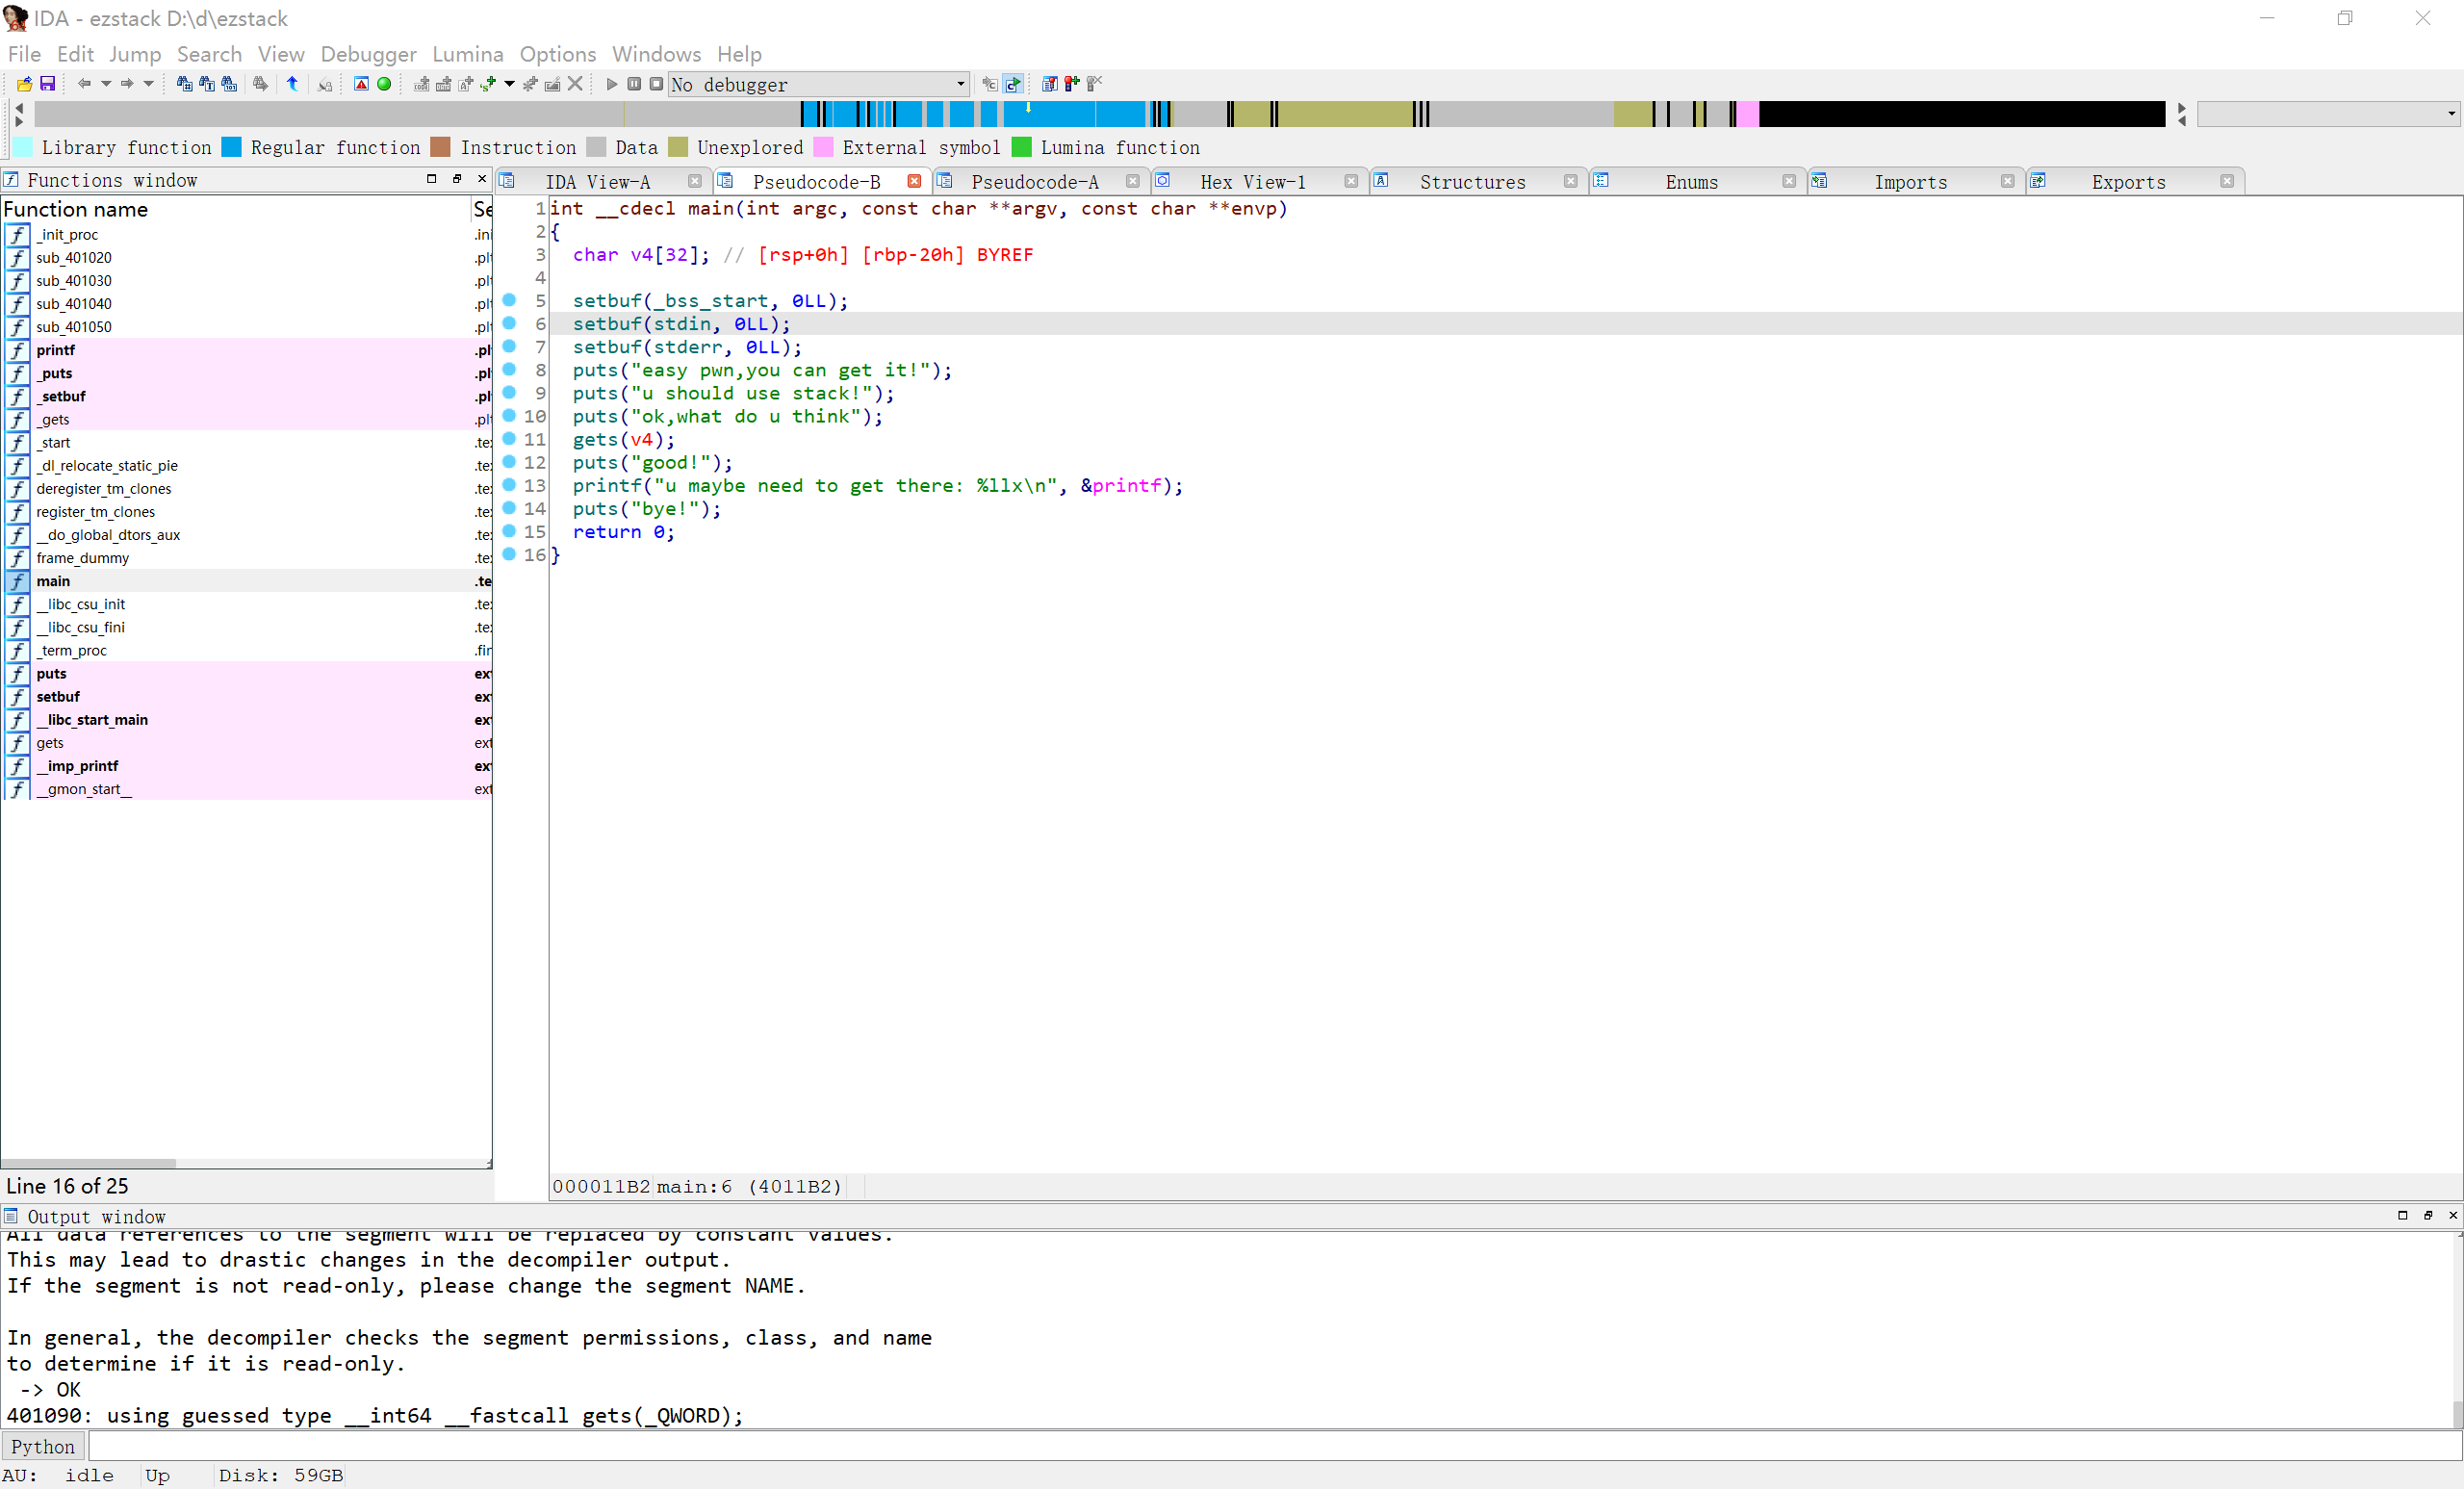 IDA - ezstack D:\d\ezstack
File Edit Jump Search View Debugger Lumina Options Windows Help
No debugger
Library function Regular function Instruction Data Unexplored External symbol Lumina function
Functions window
IDA View-A Pseudocode-B Pseudocode-A Hex View-1 Structures Enums Imports Exports
Function name Se
_init_proc .ini
sub_401020 .plt
sub_401030 .plt
sub_401040 .plt
sub_401050 .plt
printf .pl
_puts .pl
_setbuf .pl
_gets .plt
_start .te
_dl_relocate_static_pie .te
deregister_tm_clones .te
register_tm_clones .te
__do_global_dtors_aux .te
frame_dummy .te
main .te
__libc_csu_init .te
__libc_csu_fini .te
_term_proc .fir
puts ext
setbuf ext
__libc_start_main ext
gets ext
__imp_printf ext
__gmon_start__ ext
Line 16 of 25
1 int __cdecl main(int argc, const char **argv, const char **envp)
2 {
3 char v4[32]; // [rsp+0h] [rbp-20h] BYREF
4
5 setbuf(_bss_start, 0LL);
6 setbuf(stdin, 0LL);
7 setbuf(stderr, 0LL);
8 puts("easy pwn,you can get it!");
9 puts("u should use stack!");
10 puts("ok,what do u think");
11 gets(v4);
12 puts("good!");
13 printf("u maybe need to get there: %llx\n", &printf);
14 puts("bye!");
15 return 0;
16 }
000011B2 main:6 (4011B2)
Output window
All data references to the segment will be replaced by constant values.
This may lead to drastic changes in the decompiler output.
If the segment is not read-only, please change the segment NAME.
In general, the decompiler checks the segment permissions, class, and name
to determine if it is read-only.
-> OK
401090: using guessed type __int64 __fastcall gets(_QWORD);
Python
AU: idle Up Disk: 59GB